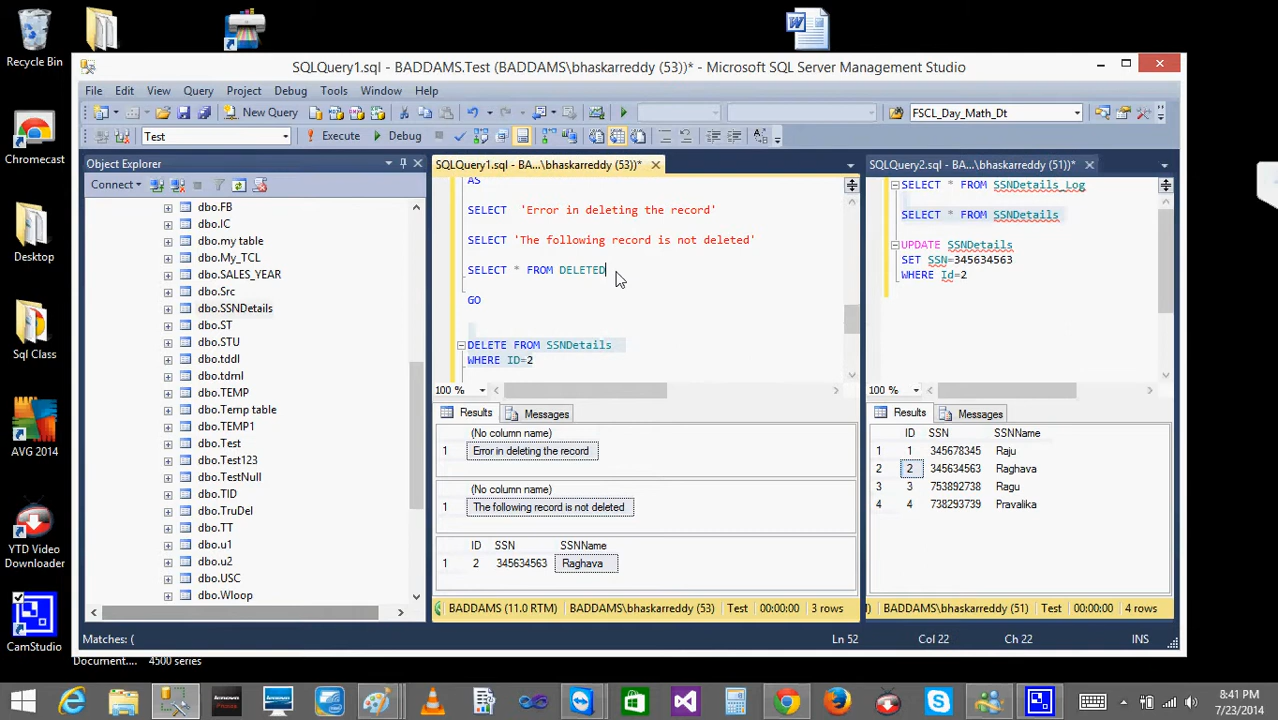 Recycle Bin
SQLQuery1.sql - BADDAMS.Test (BADDAMS\bhaskarreddy (53))* - Microsoft SQL Server Management Studio
File Edit View Query Project Debug Tools Window Help
New Query FSCL_Day_Math_Dt
Test Execute Debug
Chromecast
Desktop
Sql Class
AVG 2014
YTD Video
Downloader
CamStudio
Object Explorer
Connect
dbo.FB
dbo.IC
dbo.my table
dbo.My_TCL
dbo.SALES_YEAR
dbo.Src
dbo.SSNDetails
dbo.ST
dbo.STU
dbo.tddl
dbo.tdml
dbo.TEMP
dbo.Temp table
dbo.TEMP1
dbo.Test
dbo.Test123
dbo.TestNull
dbo.TID
dbo.TruDel
dbo.TT
dbo.u1
dbo.u2
dbo.USC
dbo.Vloop
SQLQuery1.sql - BA...\bhaskarreddy (53))*
AS
SELECT 'Error in deleting the record'
SELECT 'The following record is not deleted'
SELECT * FROM DELETED
GO
DELETE FROM SSNDetails
WHERE ID=2
100 %
Results Messages
(No column name)
1 Error in deleting the record
(No column name)
1 The following record is not deleted
ID SSN SSNName
1 2 345634563 Raghava
BADDAMS (11.0 RTM) BADDAMS\bhaskarreddy (53) Test 00:00:00 3 rows
SQLQuery2.sql - BA...\bhaskarreddy (51))*
SELECT * FROM SSNDetails_Log
SELECT * FROM SSNDetails
UPDATE SSNDetails
SET SSN=345634563
WHERE Id=2
100 %
Results Messages
ID SSN SSNName
1 1 345678345 Raju
2 2 345634563 Raghava
3 3 753892738 Ragu
4 4 738293739 Pravalika
BADDAMS\bhaskarreddy (51) Test 00:00:00 4 rows
Matches: ( Ln 52 Col 22 Ch 22 INS
Document.... 4500 series
8:41 PM
7/23/2014